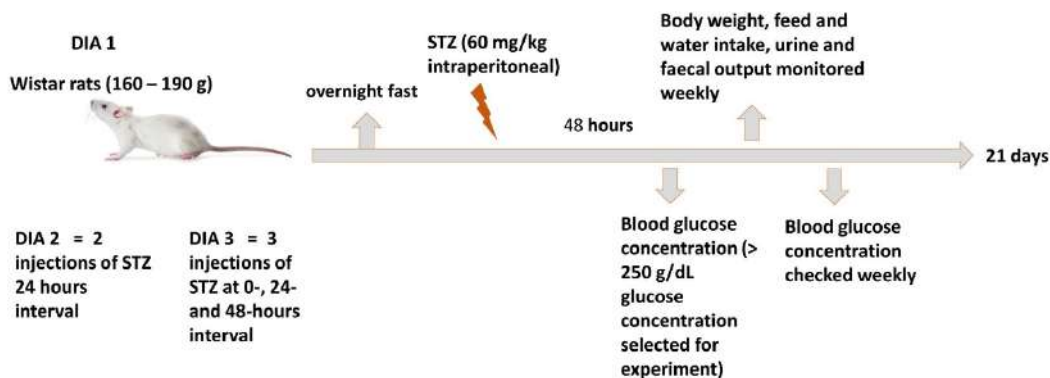 DIA 1
Wistar rats (160 – 190 g)
overnight fast
STZ (60 mg/kg
intraperitoneal)
48 hours
Body weight, feed and
water intake, urine and
faecal output monitored
weekly
21 days
DIA 2 = 2
injections of STZ
24 hours
interval
DIA 3 = 3
injections of
STZ at 0-, 24-
and 48-hours
interval
Blood glucose
concentration (>
250 g/dL
glucose
concentration
selected for
experiment)
Blood glucose
concentration
checked weekly